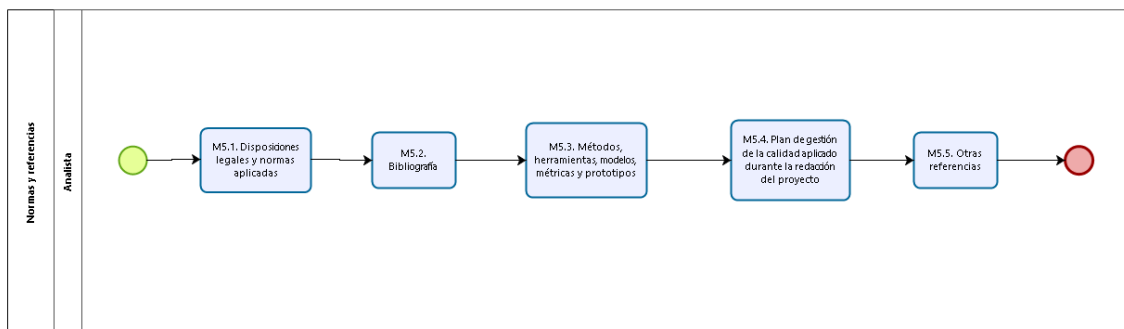 Normas y referencias
Analista
M5.1. Disposiciones
legales y normas
aplicadas
M5.2.
Bibliografía
M5.3. Métodos,
herramientas, modelos,
métricas y prototipos
M5.4. Plan de gestión
de la calidad aplicado
durante la redacción
del proyecto
M5.5. Otras
referencias